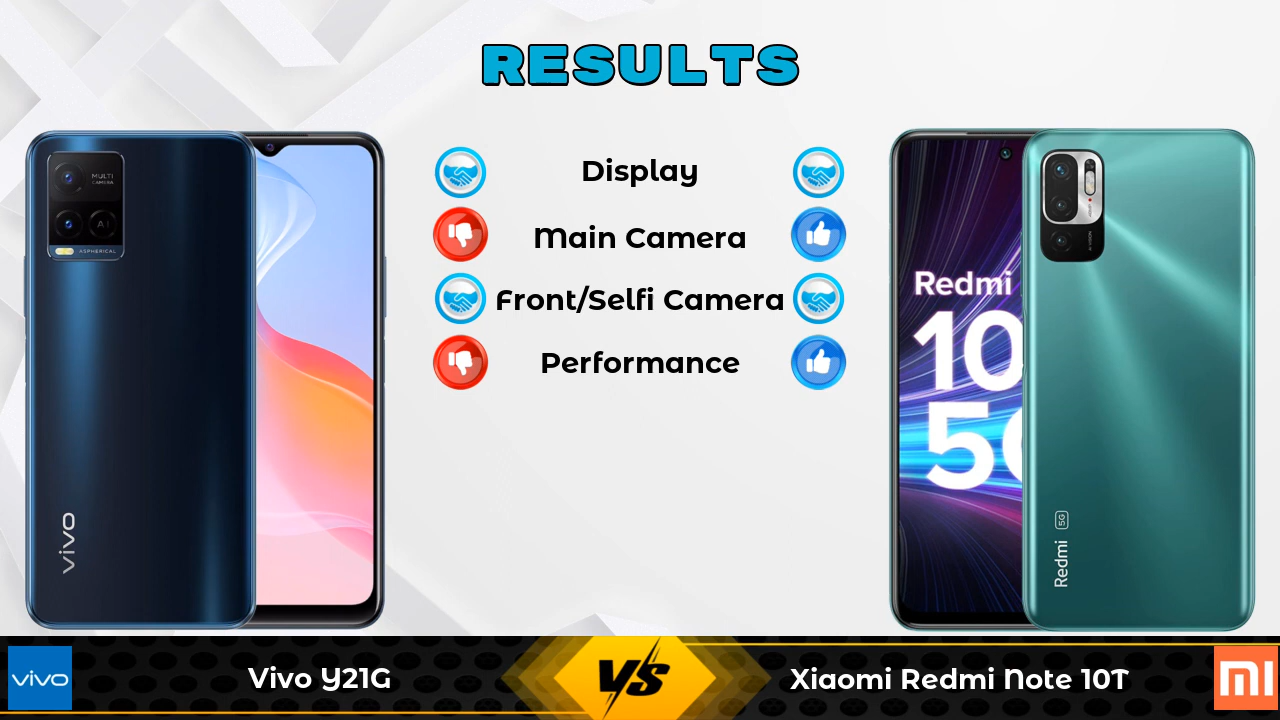 RESULTS
MULTI
CAMERA
AI
ASPHERICAL
vivo
Display
Main Camera
Front/Selfi Camera
Performance
Redmi
10
5G
Redmi 5G
vivo
Vivo Y21G
VS
Xiaomi Redmi Note 10T
MI